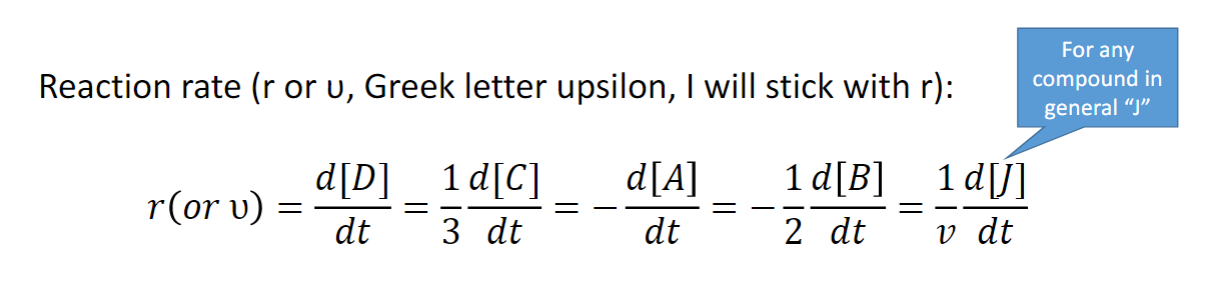 For any
compound in
general “J”
Reaction rate (r or υ, Greek letter upsilon, I will stick with r):
r(or υ) = d[D]/dt = 1/3 d[C]/dt = − d[A]/dt = − 1/2 d[B]/dt = 1/v d[J]/dt